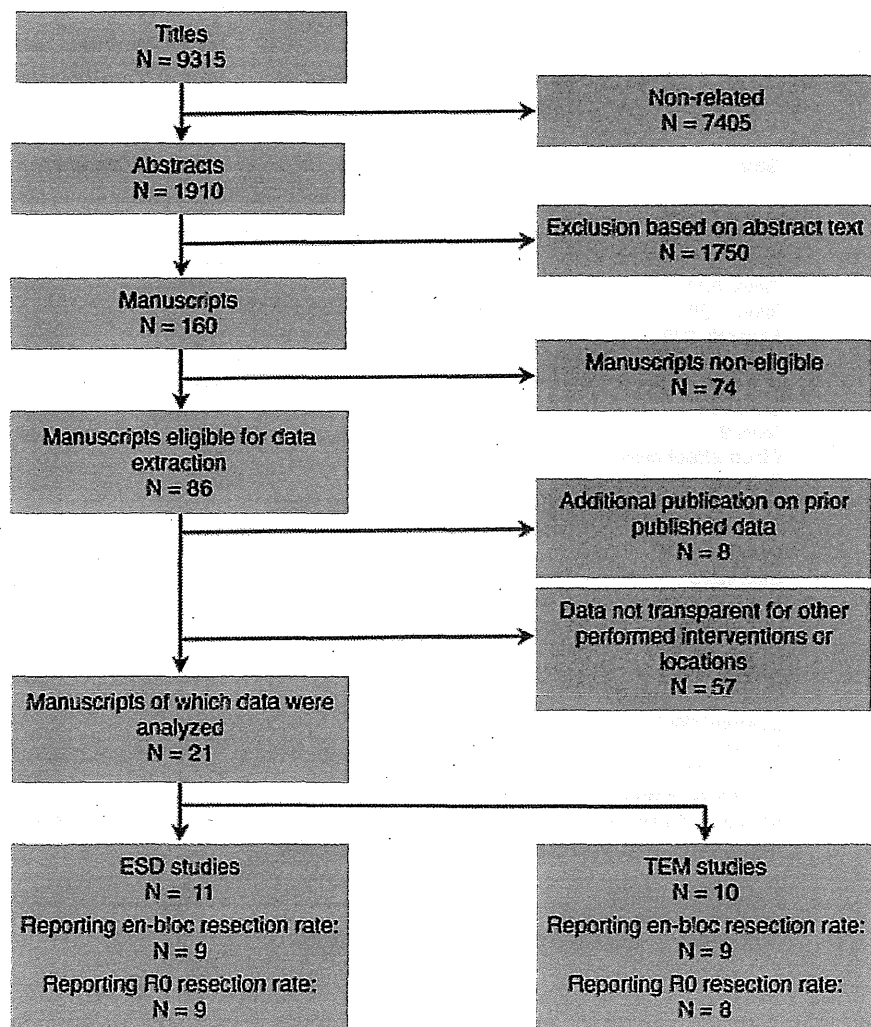 Titles
N = 9315
Non-related
N = 7405
Abstracts
N = 1910
Exclusion based on abstract text
N = 1750
Manuscripts
N = 160
Manuscripts non-eligible
N = 74
Manuscripts eligible for data
extraction
N = 86
Additional publication on prior
published data
N = 8
Data not transparent for other
performed interventions or
locations
N = 57
Manuscripts of which data were
analyzed
N = 21
ESD studies
N = 11
Reporting en-bloc resection rate:
N = 9
Reporting R0 resection rate:
N = 9
TEM studies
N = 10
Reporting en-bloc resection rate:
N = 9
Reporting R0 resection rate:
N = 8